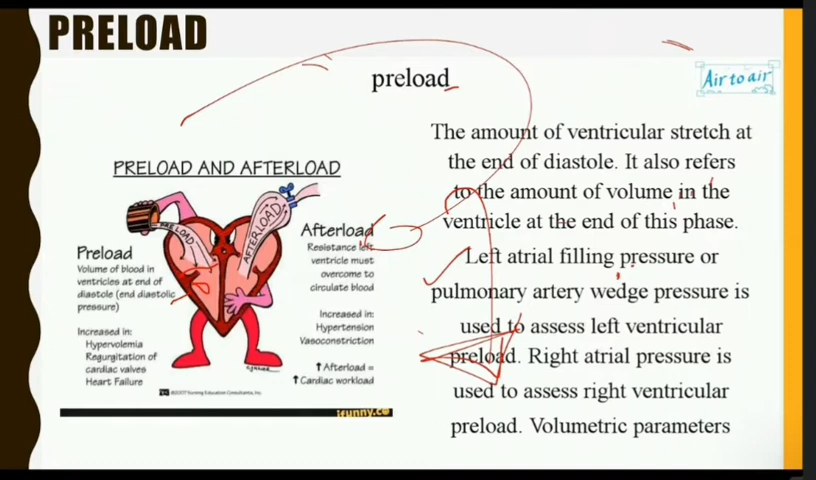 PRELOAD
preload
Air to air
The amount of ventricular stretch at
the end of diastole. It also refers
to the amount of volume in the
ventricle at the end of this phase.
Left atrial filling pressure or
pulmonary artery wedge pressure is
used to assess left ventricular
preload. Right atrial pressure is
used to assess right ventricular
preload. Volumetric parameters
PRELOAD AND AFTERLOAD
PRELOAD
AFTERLOAD
Preload
Volume of blood in
ventricles at end of
diastole (end diastolic
pressure)
Increased in:
Hypervolemia
Regurgitation of
cardiac valves
Heart Failure
Afterload
Resistance left
ventricle must
overcome to
circulate blood
Increased in:
Hypertension
Vasoconstriction
↑ Afterload =
↑ Cardiac workload
©2007 Nursing Education Consultants, Inc.
ifunny.co